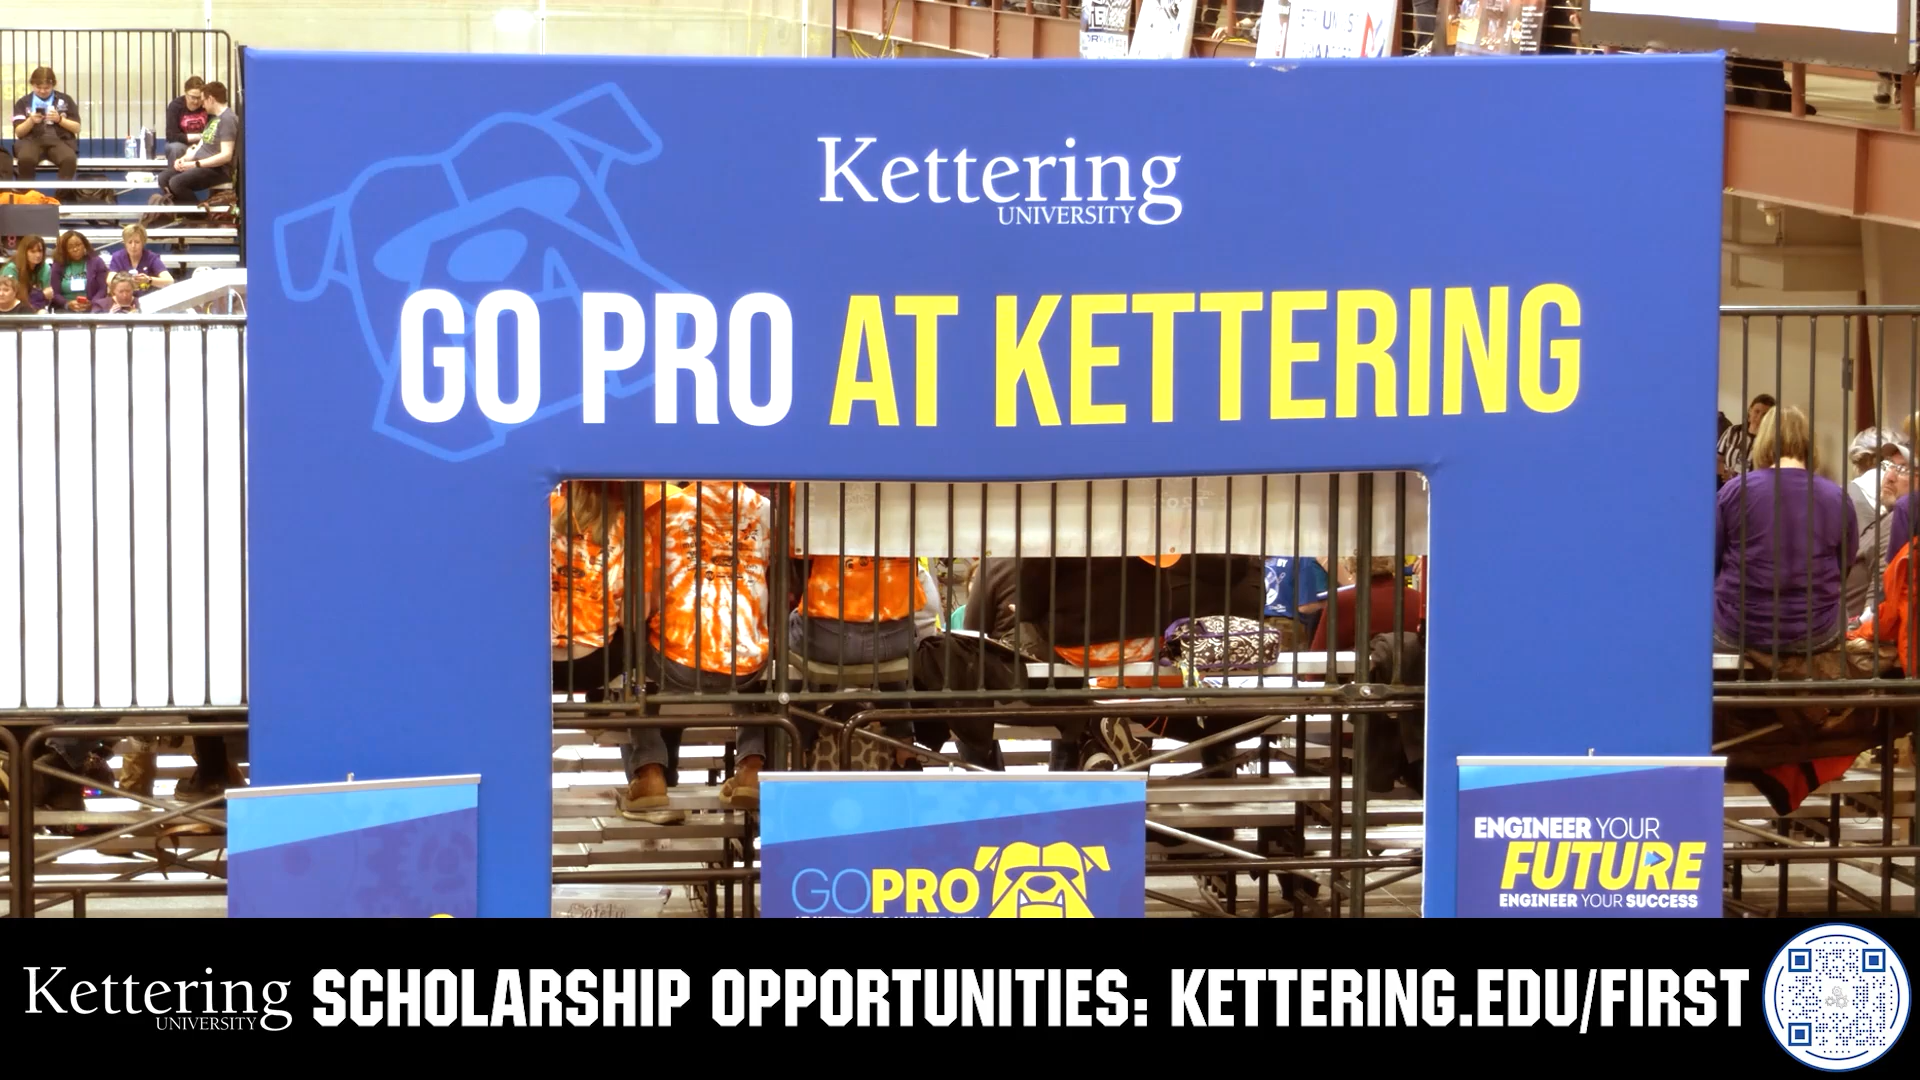 Kettering
UNIVERSITY
GO PRO AT KETTERING
GOPRO
ENGINEER YOUR
FUTURE
ENGINEER YOUR SUCCESS
Kettering
UNIVERSITY
SCHOLARSHIP OPPORTUNITIES: KETTERING.EDU/FIRST